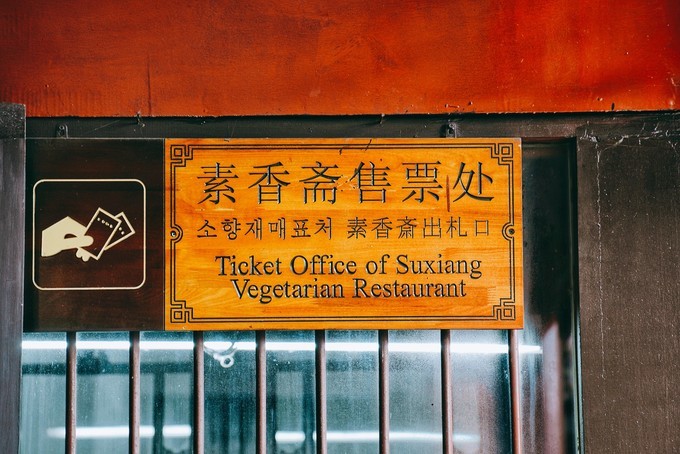 素香斋售票处
소향재매표처 素香斎出札口
Ticket Office of Suxiang
Vegetarian Restaurant